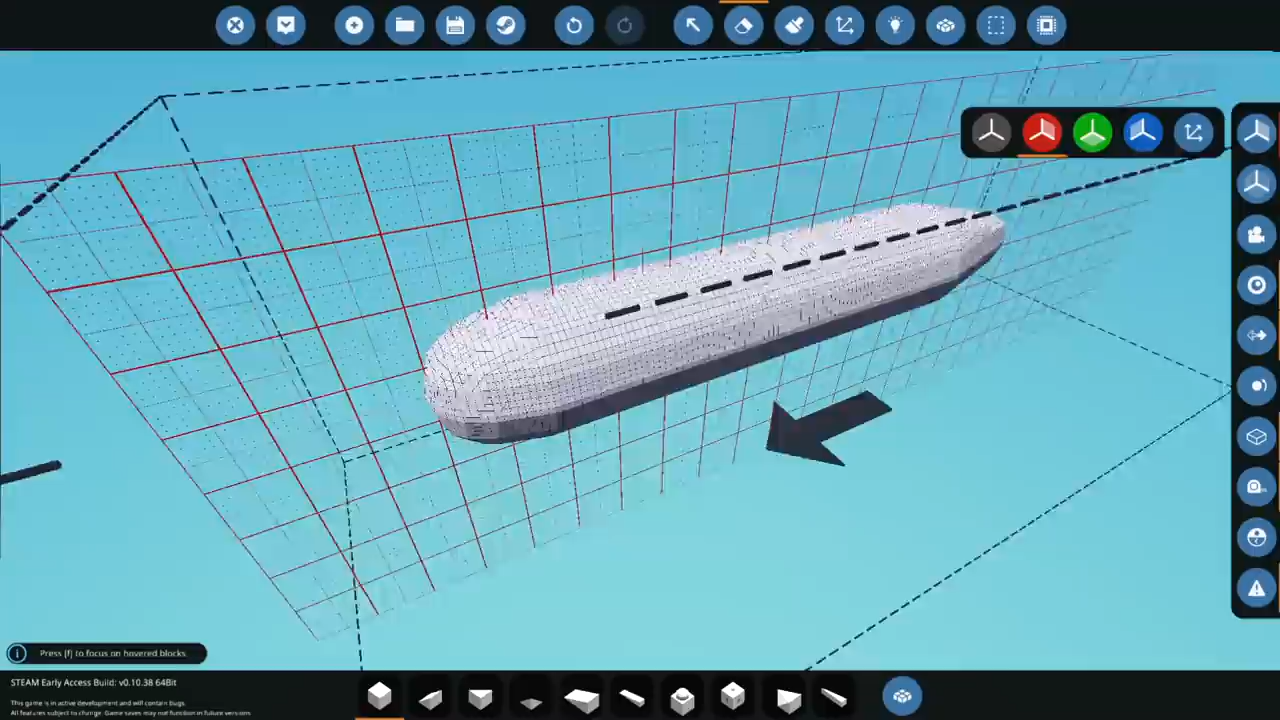 Press [f] to focus on hovered blocks
STEAM Early Access Build: v0.10.38 64Bit
This game is in active development and will contain bugs.
All features subject to change. Game saves may not function in future versions